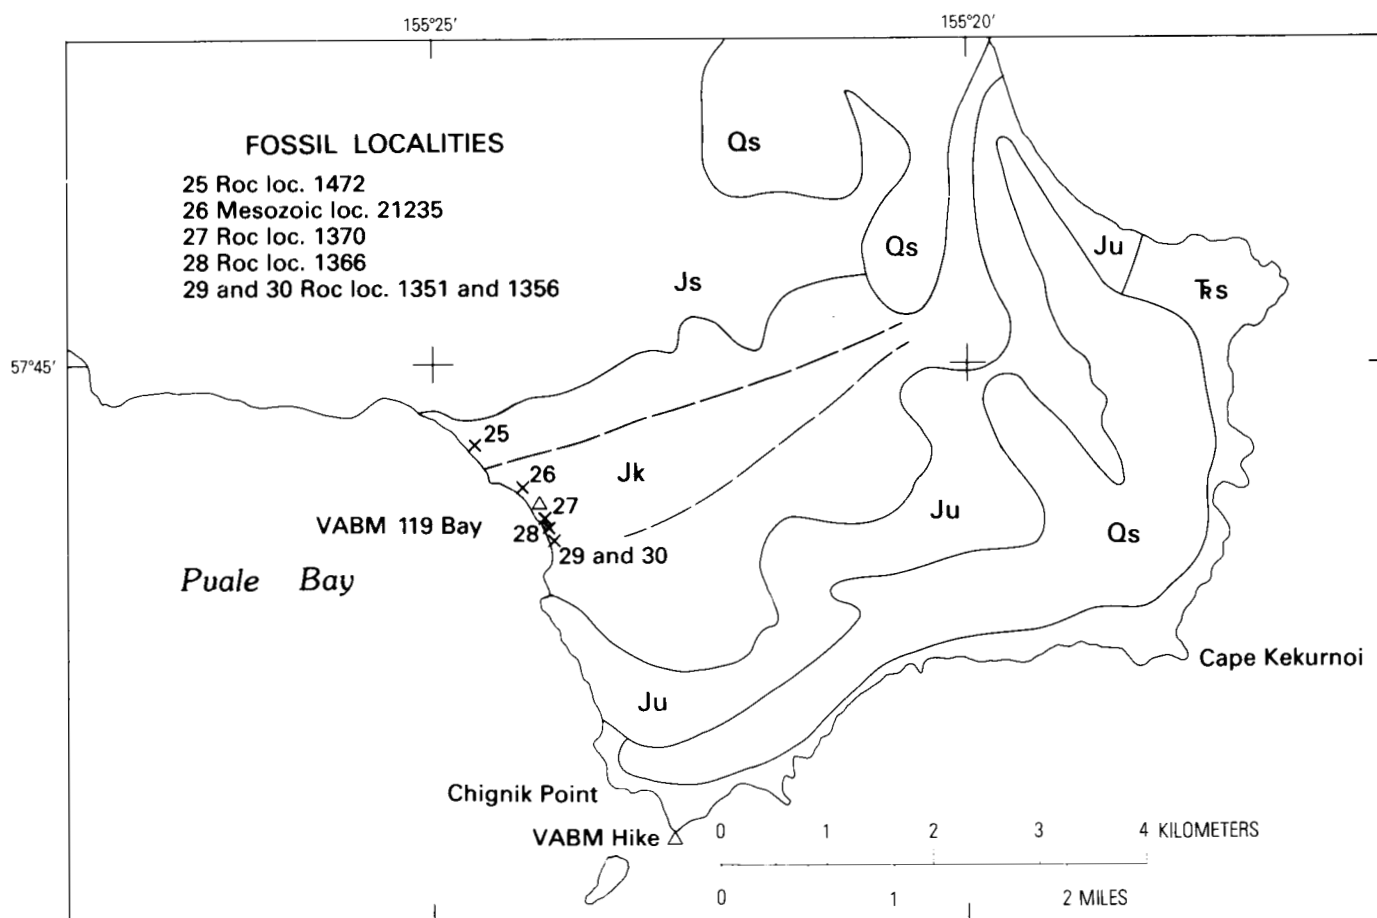 155°25'
155°20'
FOSSIL LOCALITIES
25 Roc loc. 1472
26 Mesozoic loc. 21235
27 Roc loc. 1370
28 Roc loc. 1366
29 and 30 Roc loc. 1351 and 1356
Qs
Qs
Ju
TRs
Js
57°45'
25
26
Jk
27
VABM 119 Bay
28
Ju
Qs
29 and 30
Puale Bay
Cape Kekurnoi
Ju
Chignik Point
VABM Hike
0 1 2 3 4 KILOMETERS
0 1 2 MILES